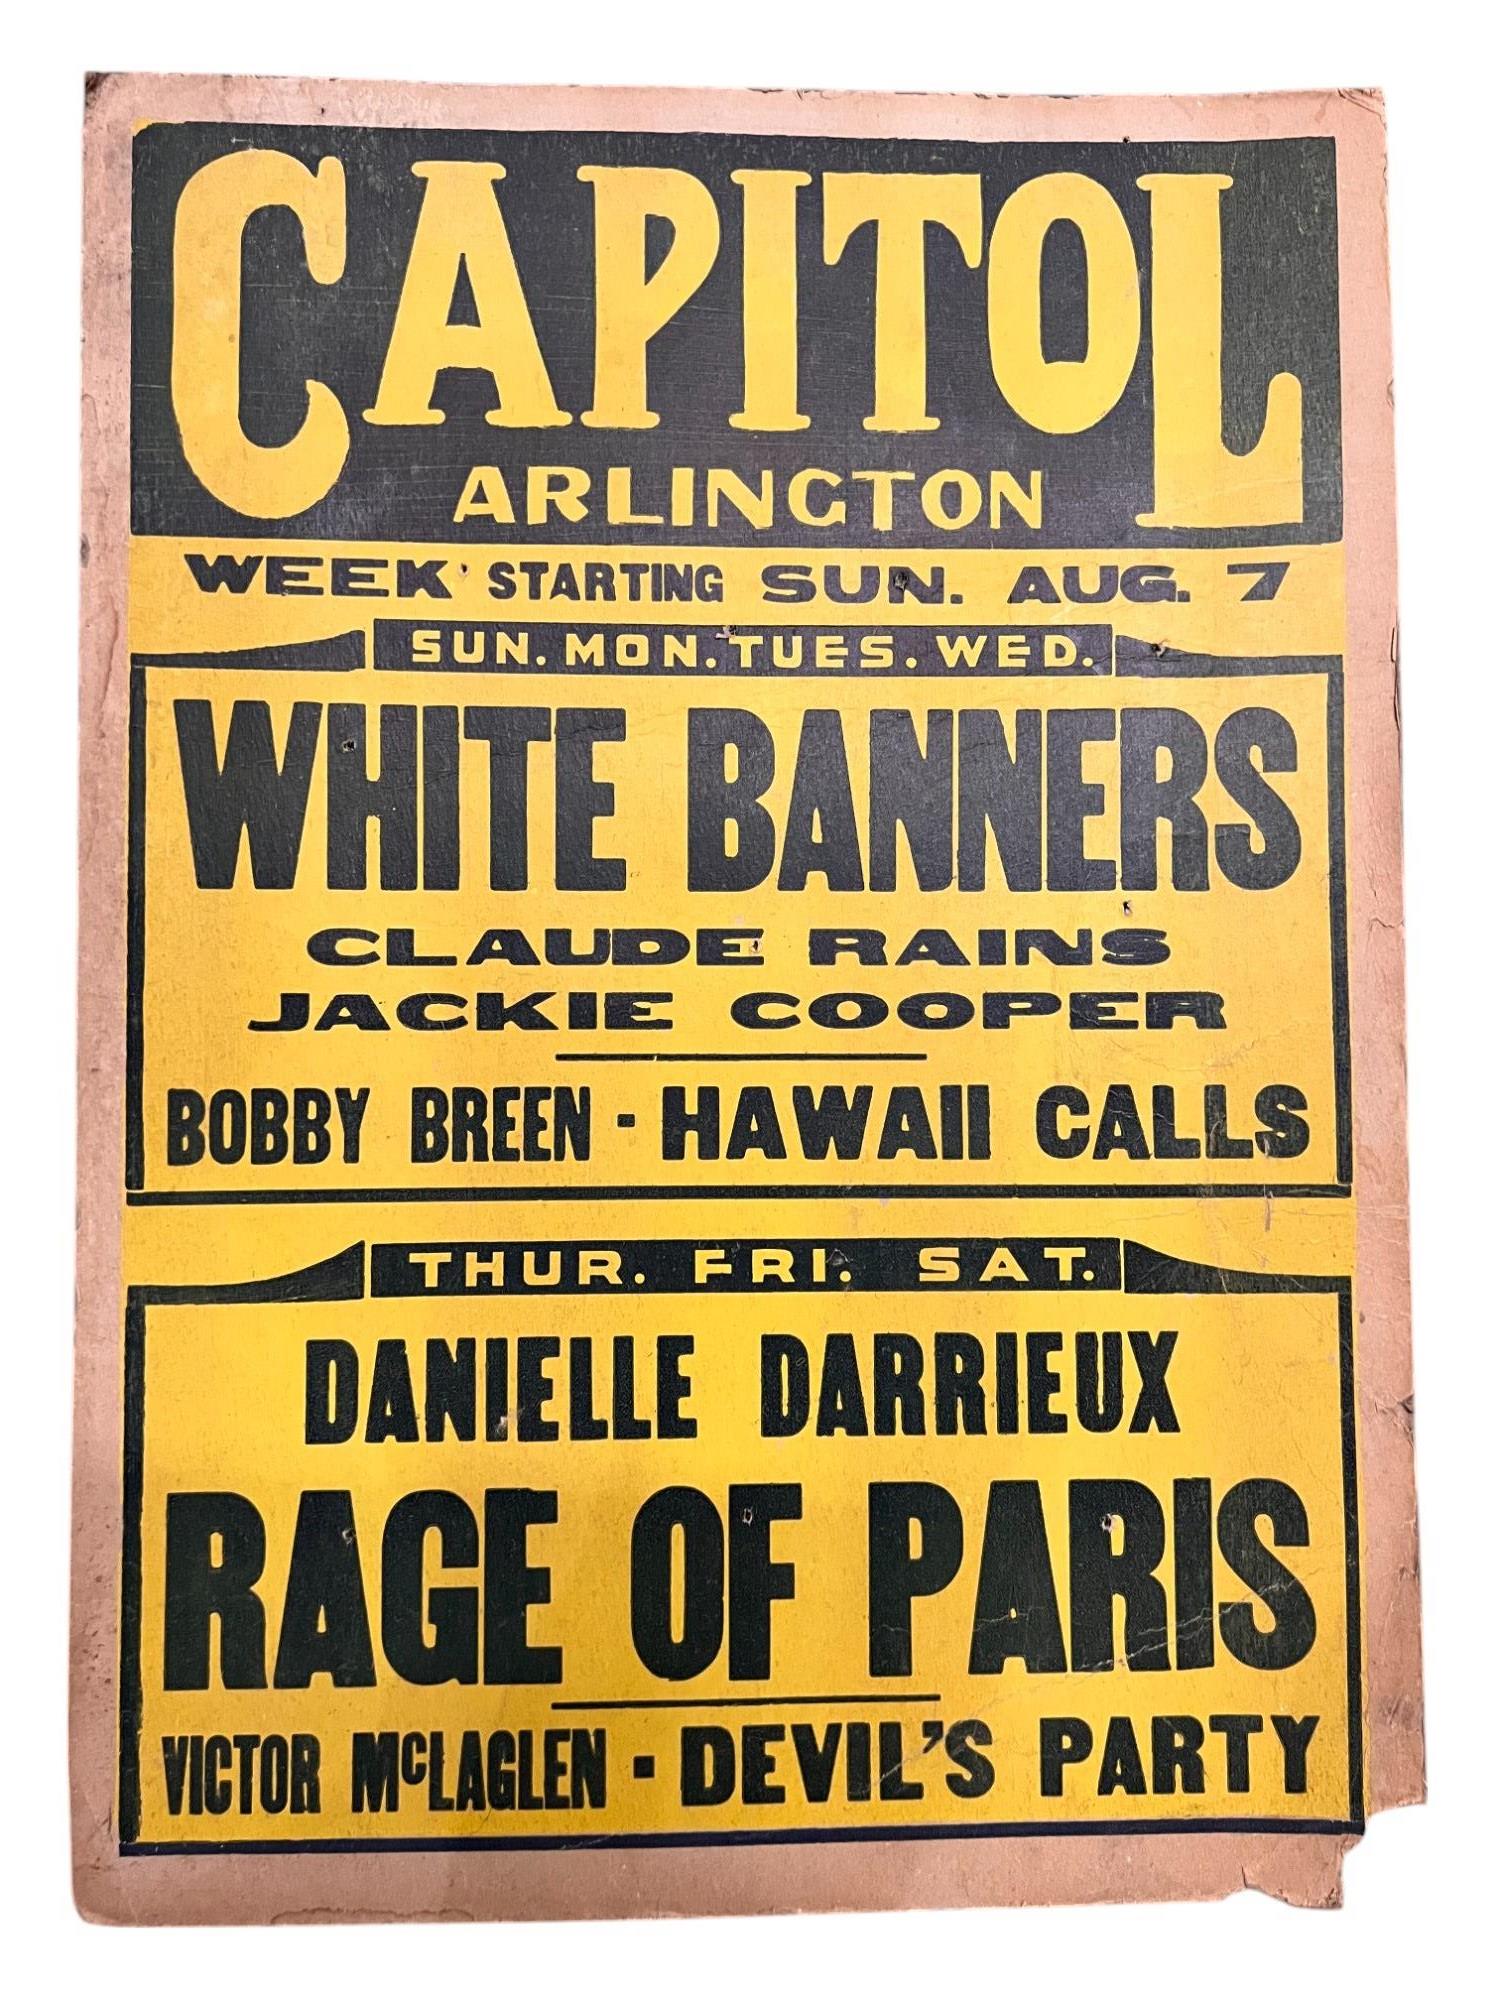 CAPITOL
ARLINGTON
WEEK STARTING SUN. AUG. 7
SUN. MON. TUES. WED.
WHITE BANNERS
CLAUDE RAINS
JACKIE COOPER
BOBBY BREEN - HAWAII CALLS
THUR. FRI. SAT.
DANIELLE DARRIEUX
RAGE OF PARIS
VICTOR McLAGLEN - DEVIL'S PARTY